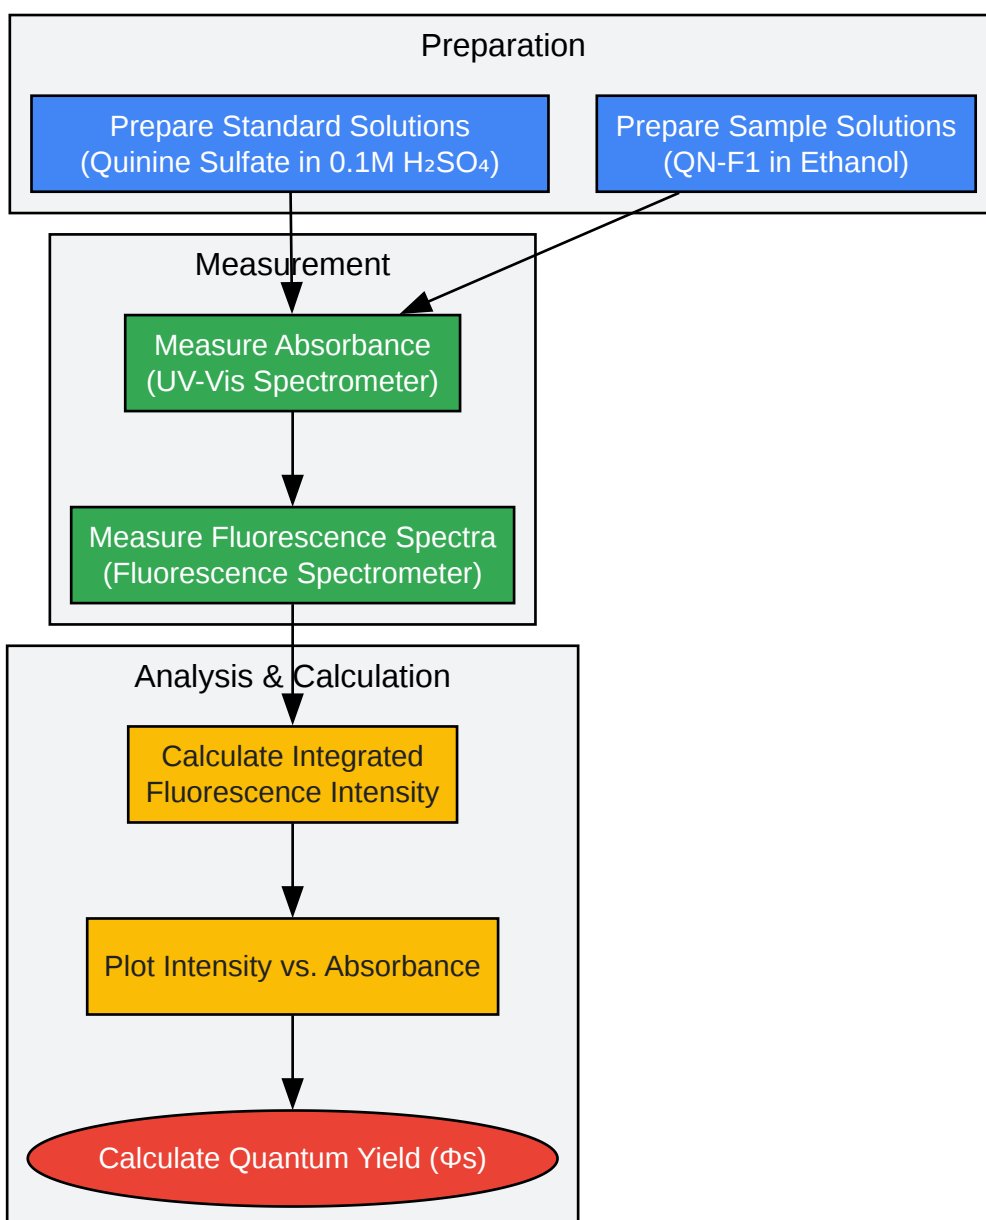 Preparation
Prepare Standard Solutions
(Quinine Sulfate in 0.1M H₂SO₄)
Prepare Sample Solutions
(QN-F1 in Ethanol)
Measurement
Measure Absorbance
(UV-Vis Spectrometer)
Measure Fluorescence Spectra
(Fluorescence Spectrometer)
Analysis & Calculation
Calculate Integrated
Fluorescence Intensity
Plot Intensity vs. Absorbance
Calculate Quantum Yield (Φs)